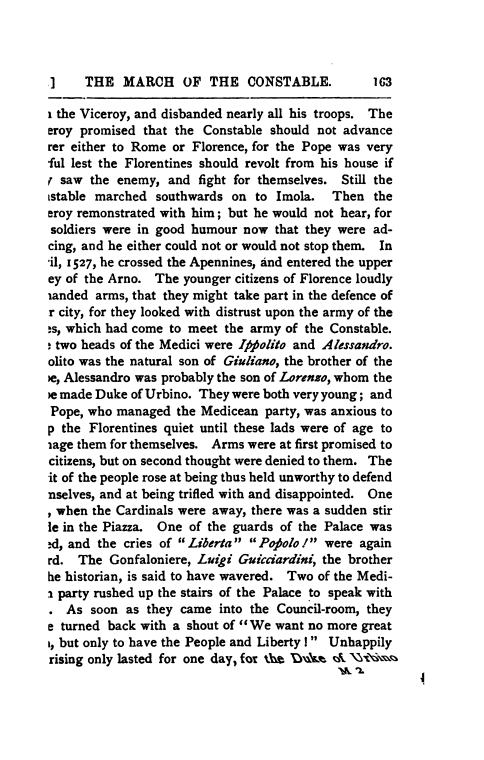 ] THE MARCH OF THE CONSTABLE. 163
the Viceroy, and disbanded nearly all his troops. The
eroy promised that the Constable should not advance
rer either to Rome or Florence, for the Pope was very
ful lest the Florentines should revolt from his house if
saw the enemy, and fight for themselves. Still the
stable marched southwards on to Imola. Then the
eroy remonstrated with him; but he would not hear, for
soldiers were in good humour now that they were ad-
cing, and he either could not or would not stop them. In
il, 1527, he crossed the Apennines, and entered the upper
ey of the Arno. The younger citizens of Florence loudly
anded arms, that they might take part in the defence of
r city, for they looked with distrust upon the army of the
es, which had come to meet the army of the Constable.
two heads of the Medici were Ippolito and Alessandro.
olito was the natural son of Giuliano, the brother of the
e, Alessandro was probably the son of Lorenzo, whom the
e made Duke of Urbino. They were both very young; and
Pope, who managed the Medicean party, was anxious to
p the Florentines quiet until these lads were of age to
age them for themselves. Arms were at first promised to
citizens, but on second thought were denied to them. The
it of the people rose at being thus held unworthy to defend
mselves, and at being trifled with and disappointed. One
, when the Cardinals were away, there was a sudden stir
le in the Piazza. One of the guards of the Palace was
ed, and the cries of "Liberta" "Popolo!" were again
rd. The Gonfaloniere, Luigi Guicciardini, the brother
he historian, is said to have wavered. Two of the Medi-
party rushed up the stairs of the Palace to speak with
. As soon as they came into the Council-room, they
e turned back with a shout of "We want no more great
, but only to have the People and Liberty!" Unhappily
rising only lasted for one day, for the Duke of Urbino
M 2